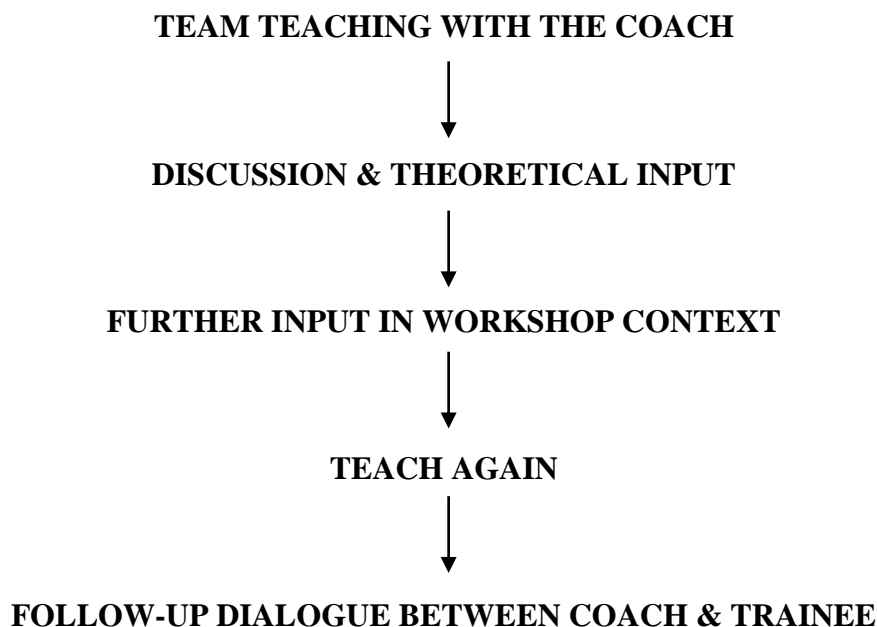 TEAM TEACHING WITH THE COACH
DISCUSSION & THEORETICAL INPUT
FURTHER INPUT IN WORKSHOP CONTEXT
TEACH AGAIN
FOLLOW-UP DIALOGUE BETWEEN COACH & TRAINEE